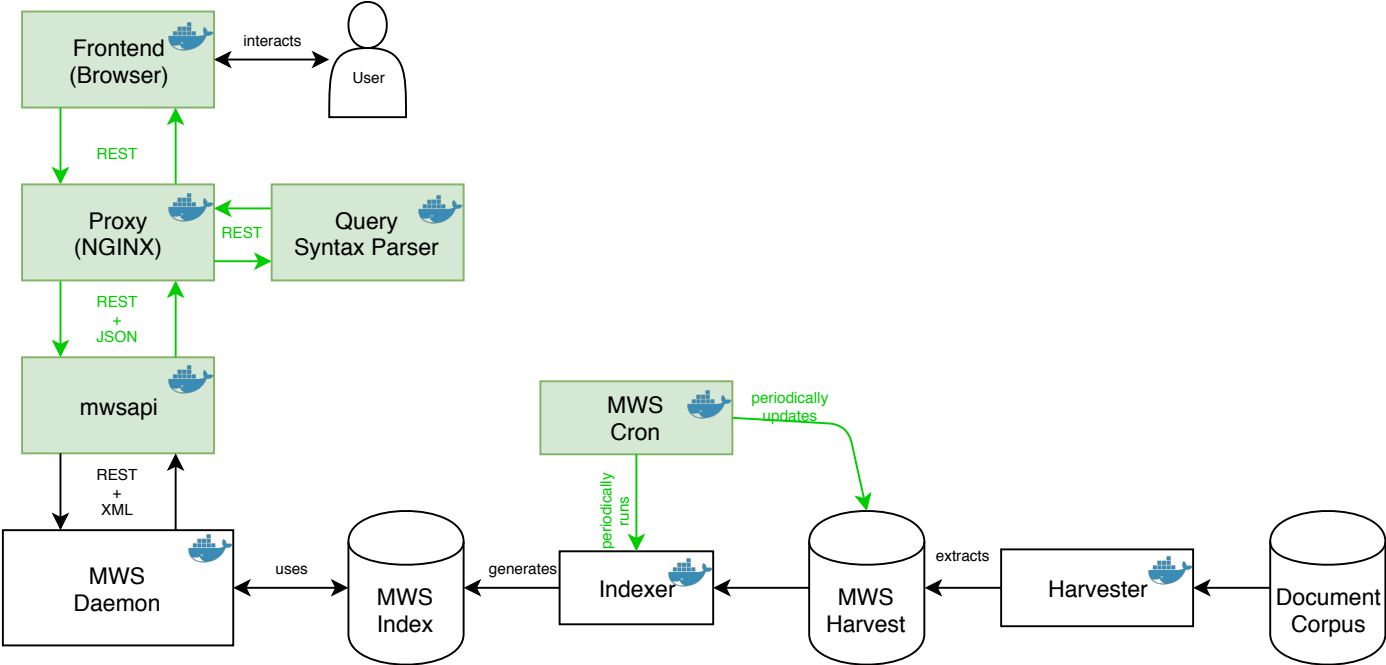 Frontend
(Browser)
interacts
User
REST
Proxy
(NGINX)
REST
Query
Syntax Parser
REST
+
JSON
mwsapi
MWS
Cron
periodically
updates
REST
+
XML
periodically
runs
MWS
Daemon
uses
MWS
Index
generates
Indexer
MWS
Harvest
extracts
Harvester
Document
Corpus